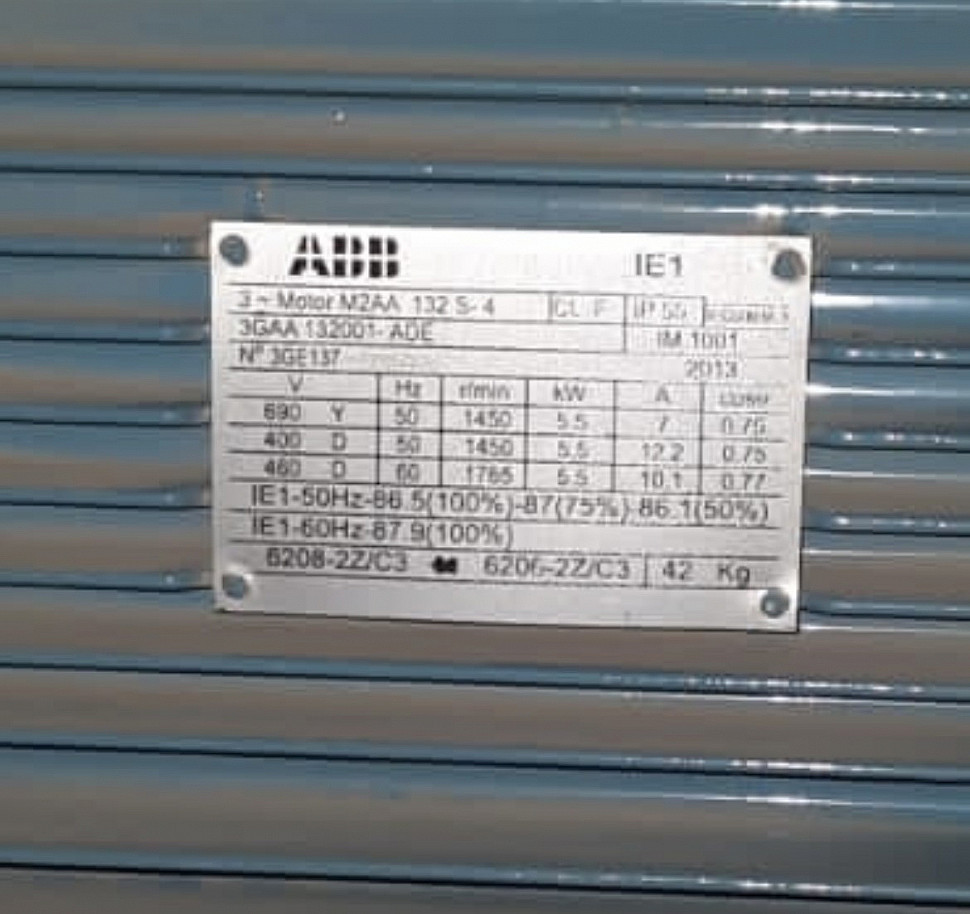 ABB IE1
3 ~ Motor M2AA 132 S- 4 CL F IP 55
3GAA 132001- ADE IM 1001
Nº 3GE137 2013
V Hz r/min kW A
690 Y 50 1450 5.5 7 0.75
400 D 50 1450 5.5 12.2 0.75
460 D 60 1765 5.5 10.1 0.77
IE1-50Hz-86.5(100%)-87(75%)-86.1(50%)
IE1-60Hz-87.9(100%)
6208-2Z/C3 6206-2Z/C3 42 Kg